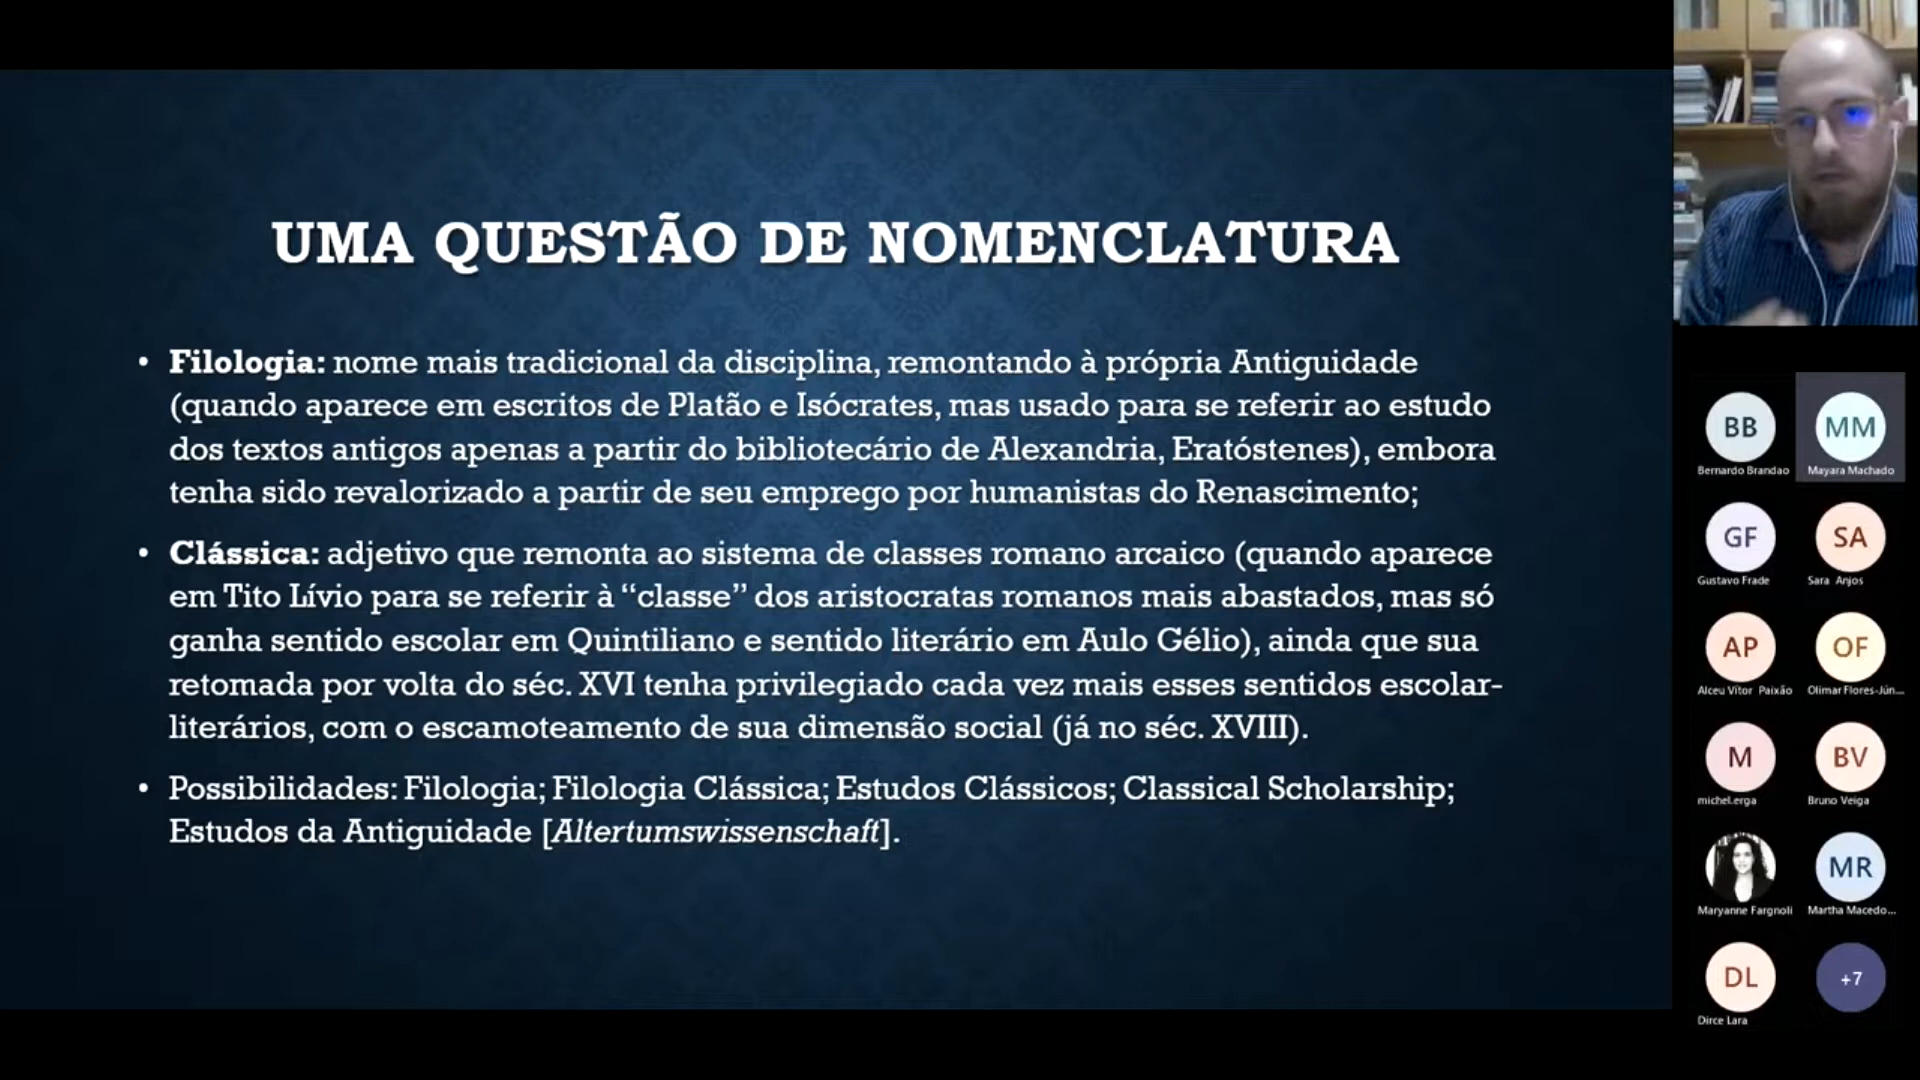 UMA QUESTÃO DE NOMENCLATURA
• Filologia: nome mais tradicional da disciplina, remontando à própria Antiguidade
(quando aparece em escritos de Platão e Isócrates, mas usado para se referir ao estudo
dos textos antigos apenas a partir do bibliotecário de Alexandria, Eratóstenes), embora
tenha sido revalorizado a partir de seu emprego por humanistas do Renascimento;
• Clássica: adjetivo que remonta ao sistema de classes romano arcaico (quando aparece
em Tito Lívio para se referir à “classe” dos aristocratas romanos mais abastados, mas só
ganha sentido escolar em Quintiliano e sentido literário em Aulo Gélio), ainda que sua
retomada por volta do séc. XVI tenha privilegiado cada vez mais esses sentidos escolar-
literários, com o escamoteamento de sua dimensão social (já no séc. XVIII).
• Possibilidades: Filologia; Filologia Clássica; Estudos Clássicos; Classical Scholarship;
Estudos da Antiguidade [Altertumswissenschaft].
BB
MM
Bernardo Brandao
Mayara Machado
GF
SA
Gustavo Frade
Sara Anjos
AP
OF
Alceu Vítor Paixão
Olimar Flores-Jún...
M
BV
michel.erga
Bruno Veiga
MR
Maryanne Fargnoli
Martha Macedo...
DL
+7
Dirce Lara